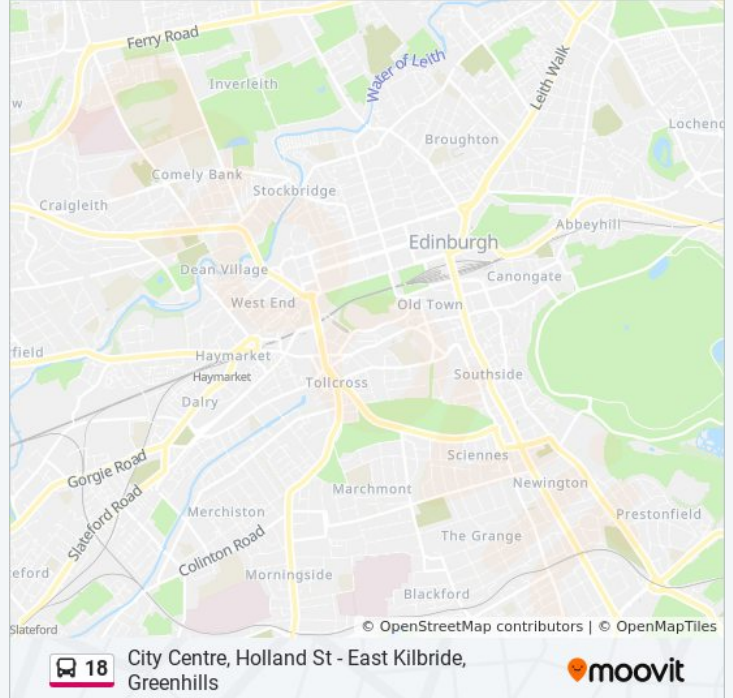 Ferry Road
Inverleith
Water of Leith
Leith Walk
w
Lochend
Broughton
Comely Bank
Stockbridge
Craigleith
Abbeyhill
Edinburgh
Dean Village
Canongate
West End
Old Town
field
Haymarket
Haymarket
Tollcross
Southside
Dalry
Sciennes
Gorgie Road
Newington
Marchmont
Slateford Road
Merchiston
Prestonfield
Colinton Road
The Grange
eford
Morningside
Blackford
Slateford
© OpenStreetMap contributors | © OpenMapTiles
18
City Centre, Holland St - East Kilbride,
Greenhills
moovit